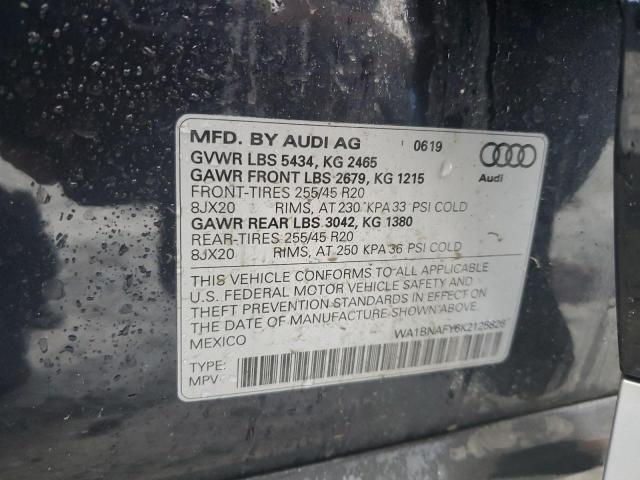 MFD. BY AUDI AG 0619
GVWR LBS 5434, KG 2465
GAWR FRONT LBS 2679, KG 1215
FRONT-TIRES 255/45 R20
8JX20 RIMS, AT 230 KPA 33 PSI COLD
GAWR REAR LBS 3042, KG 1380
REAR-TIRES 255/45 R20
8JX20 RIMS, AT 250 KPA 36 PSI COLD
Audi
THIS VEHICLE CONFORMS TO ALL APPLICABLE
U.S. FEDERAL MOTOR VEHICLE SAFETY AND
THEFT PREVENTION STANDARDS IN EFFECT ON
THE DATE OF MANUFACTURE SHOWN ABOVE.
MEXICO
WA1BNAFY6K2128828
TYPE:
MPV